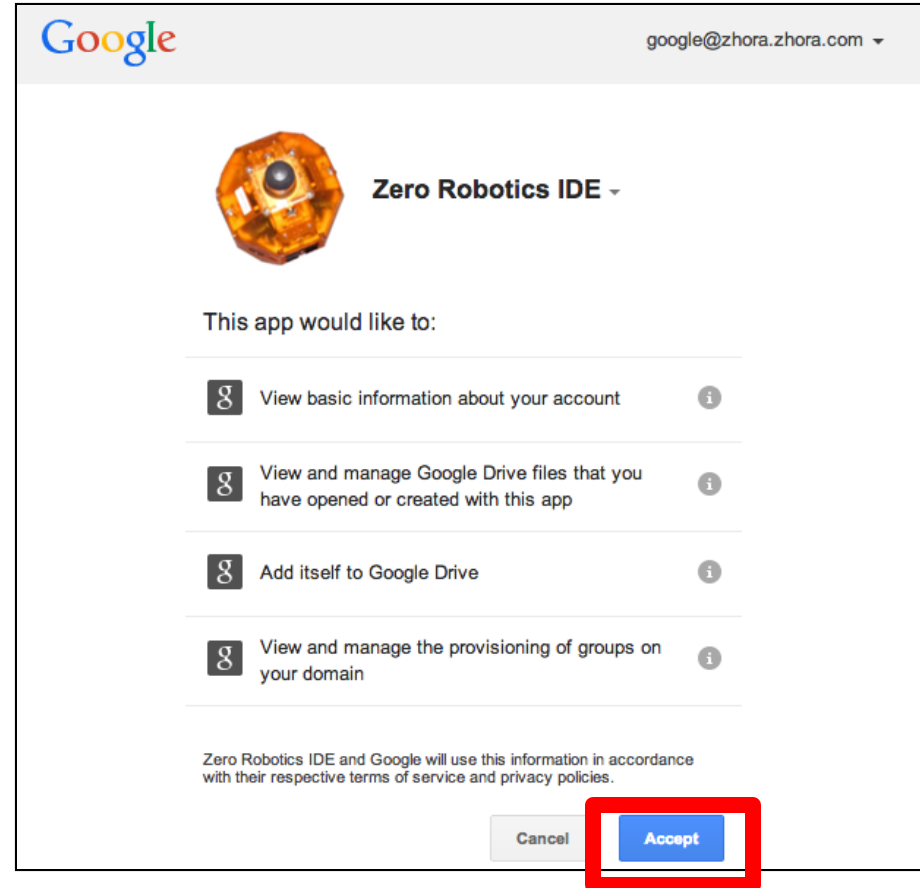 Google
google@zhora.zhora.com
Zero Robotics IDE
This app would like to:
g
View basic information about your account
i
g
View and manage Google Drive files that you
have opened or created with this app
i
g
Add itself to Google Drive
i
g
View and manage the provisioning of groups on
your domain
i
Zero Robotics IDE and Google will use this information in accordance
with their respective terms of service and privacy policies.
Cancel
Accept